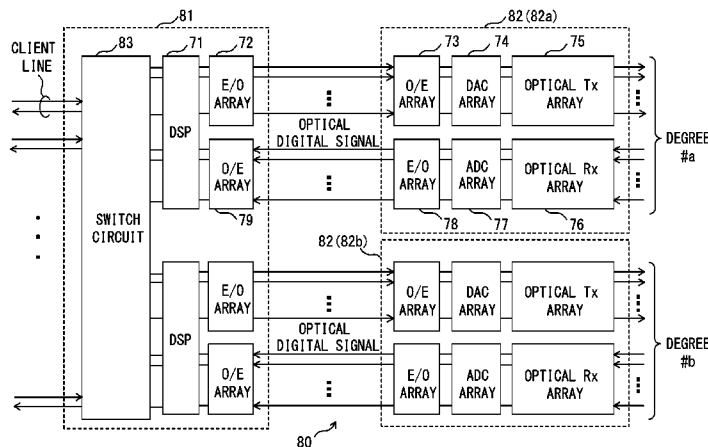 81
82(82a)
83
71
72
73
74
75
CLIENT
LINE
SWITCH
CIRCUIT
DSP
E/O
ARRAY
O/E
ARRAY
79
OPTICAL
DIGITAL SIGNAL
O/E
ARRAY
DAC
ARRAY
OPTICAL Tx
ARRAY
E/O
ARRAY
ADC
ARRAY
OPTICAL Rx
ARRAY
78
77
76
DEGREE
#a
82(82b)
DSP
E/O
ARRAY
O/E
ARRAY
OPTICAL
DIGITAL SIGNAL
O/E
ARRAY
DAC
ARRAY
OPTICAL Tx
ARRAY
E/O
ARRAY
ADC
ARRAY
OPTICAL Rx
ARRAY
DEGREE
#b
80